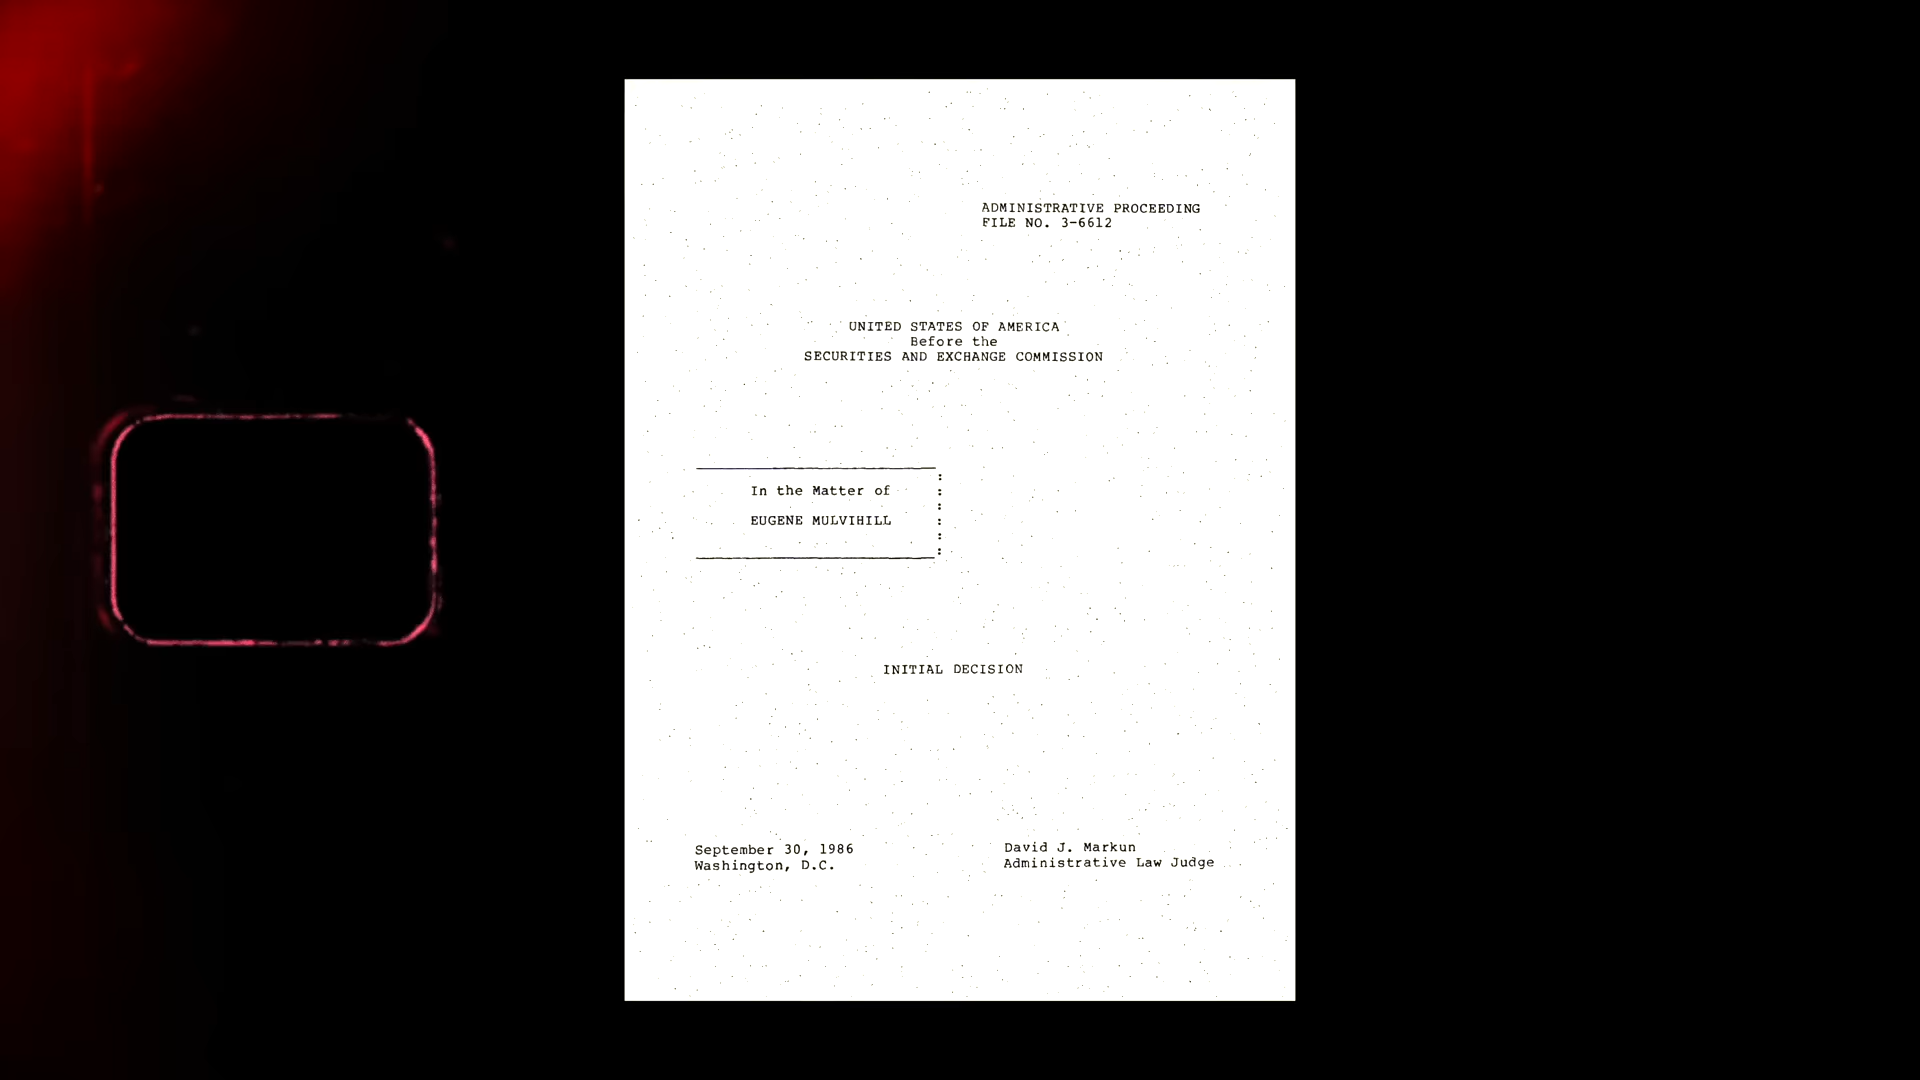 ADMINISTRATIVE PROCEEDING
FILE NO. 3-6612
UNITED STATES OF AMERICA
Before the
SECURITIES AND EXCHANGE COMMISSION
In the Matter of
EUGENE MULVIHILL
INITIAL DECISION
September 30, 1986
Washington, D.C.
David J. Markun
Administrative Law Judge